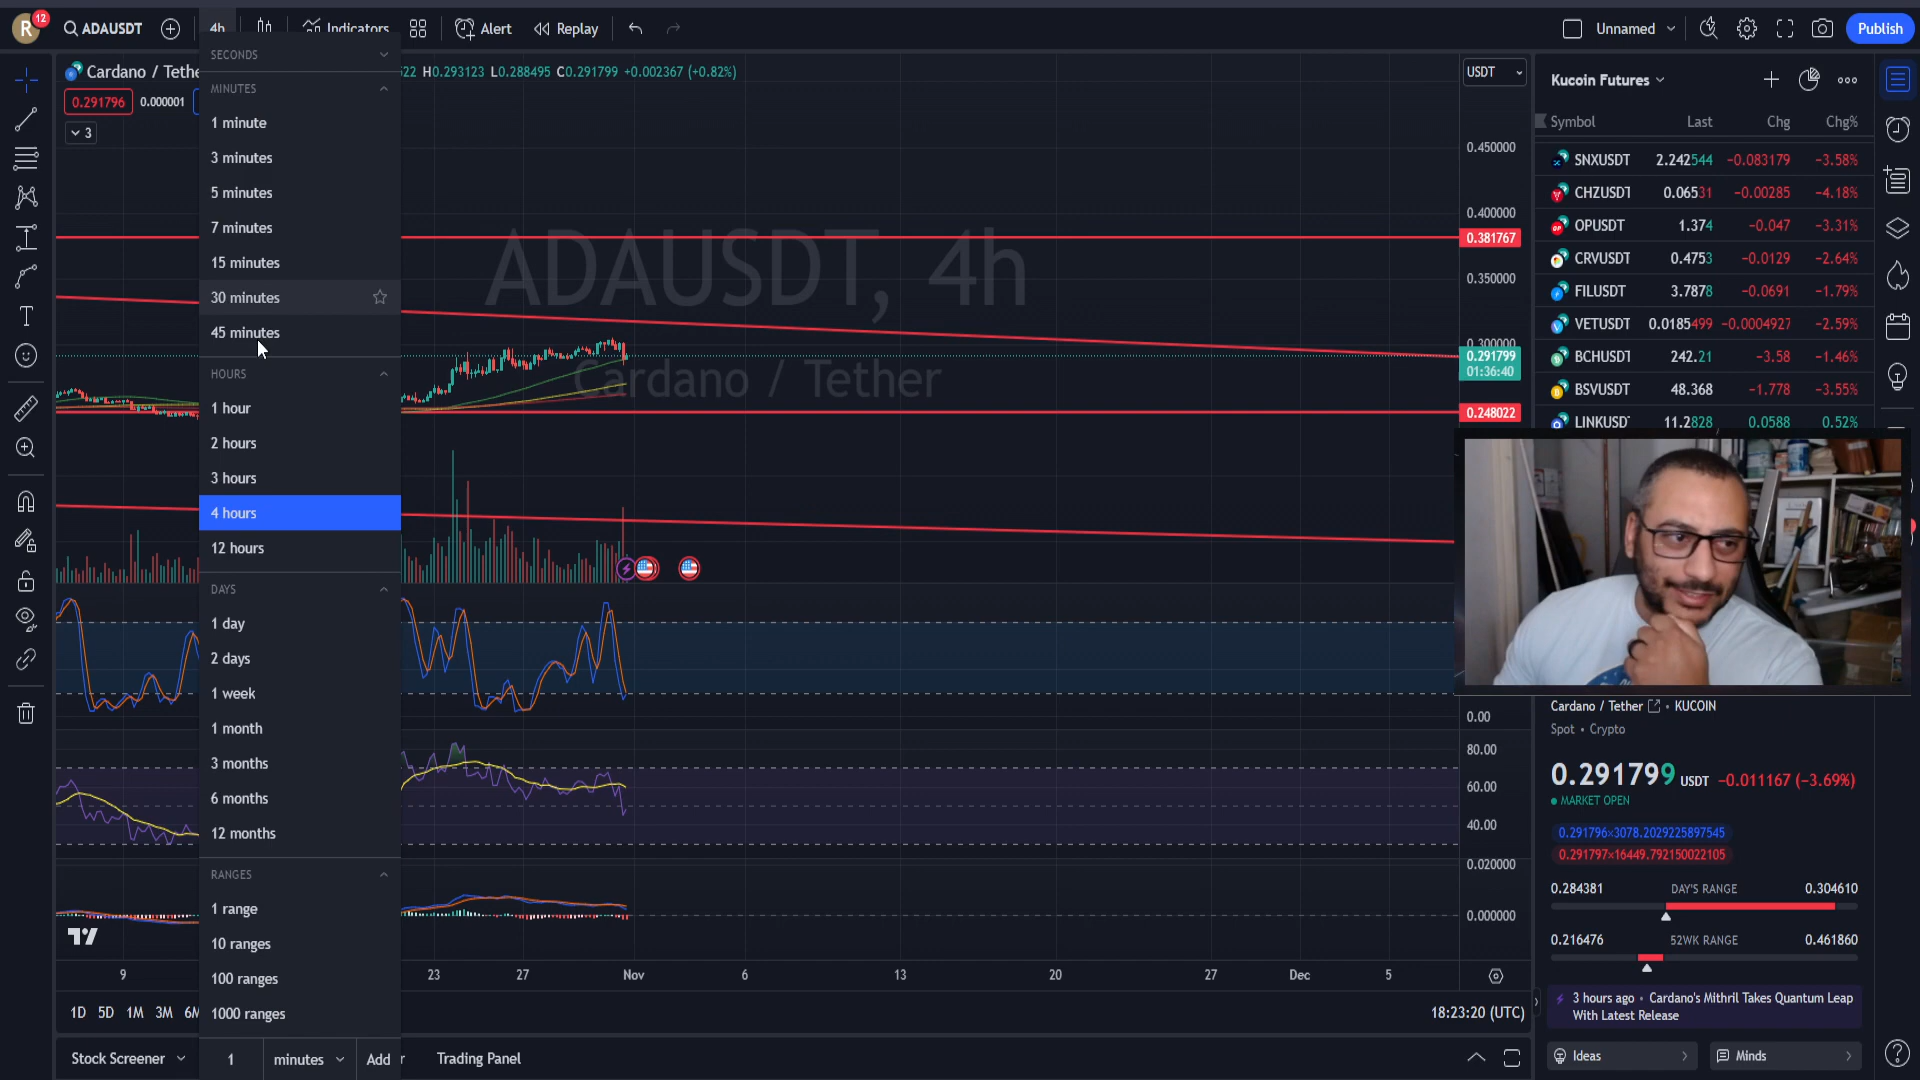 R
12
ADAUSDT
4h
Indicators
Alert
Replay
Unnamed
Publish
Cardano / Tethe
522 H0.293123 L0.288495 C0.291799 +0.002367 (+0.82%)
0.291796
0.000001
3
SECONDS
MINUTES
1 minute
3 minutes
5 minutes
7 minutes
15 minutes
30 minutes
45 minutes
HOURS
1 hour
2 hours
3 hours
4 hours
12 hours
DAYS
1 day
2 days
1 week
1 month
3 months
6 months
12 months
RANGES
1 range
10 ranges
100 ranges
1000 ranges
1 minutes Add
ADAUSDT, 4h
Cardano / Tether
USDT
0.450000
0.400000
0.381767
0.350000
0.300000
0.291799
01:36:40
0.248022
0.00
80.00
60.00
40.00
0.020000
0.000000
9 23 27 Nov 6 13 20 27 Dec 5
1D 5D 1M 3M 6M
18:23:20 (UTC)
Stock Screener
r
Trading Panel
Kucoin Futures
Symbol Last Chg Chg%
SNXUSDT 2.242544 -0.083179 -3.58%
CHZUSDT 0.06531 -0.00285 -4.18%
OPUSDT 1.374 -0.047 -3.31%
CRVUSDT 0.4753 -0.0129 -2.64%
FILUSDT 3.7878 -0.0691 -1.79%
VETUSDT 0.0185499 -0.0004927 -2.59%
BCHUSDT 242.21 -3.58 -1.46%
BSVUSDT 48.368 -1.778 -3.55%
LINKUSD 11.2828 0.0588 0.52%
Cardano / Tether • KUCOIN
Spot • Crypto
0.291799 USDT -0.011167 (-3.69%)
MARKET OPEN
0.291796×3078.2029225897545
0.291797×16449.792150022105
0.284381 DAY'S RANGE 0.304610
0.216476 52WK RANGE 0.461860
3 hours ago • Cardano's Mithril Takes Quantum Leap
With Latest Release
Ideas
Minds